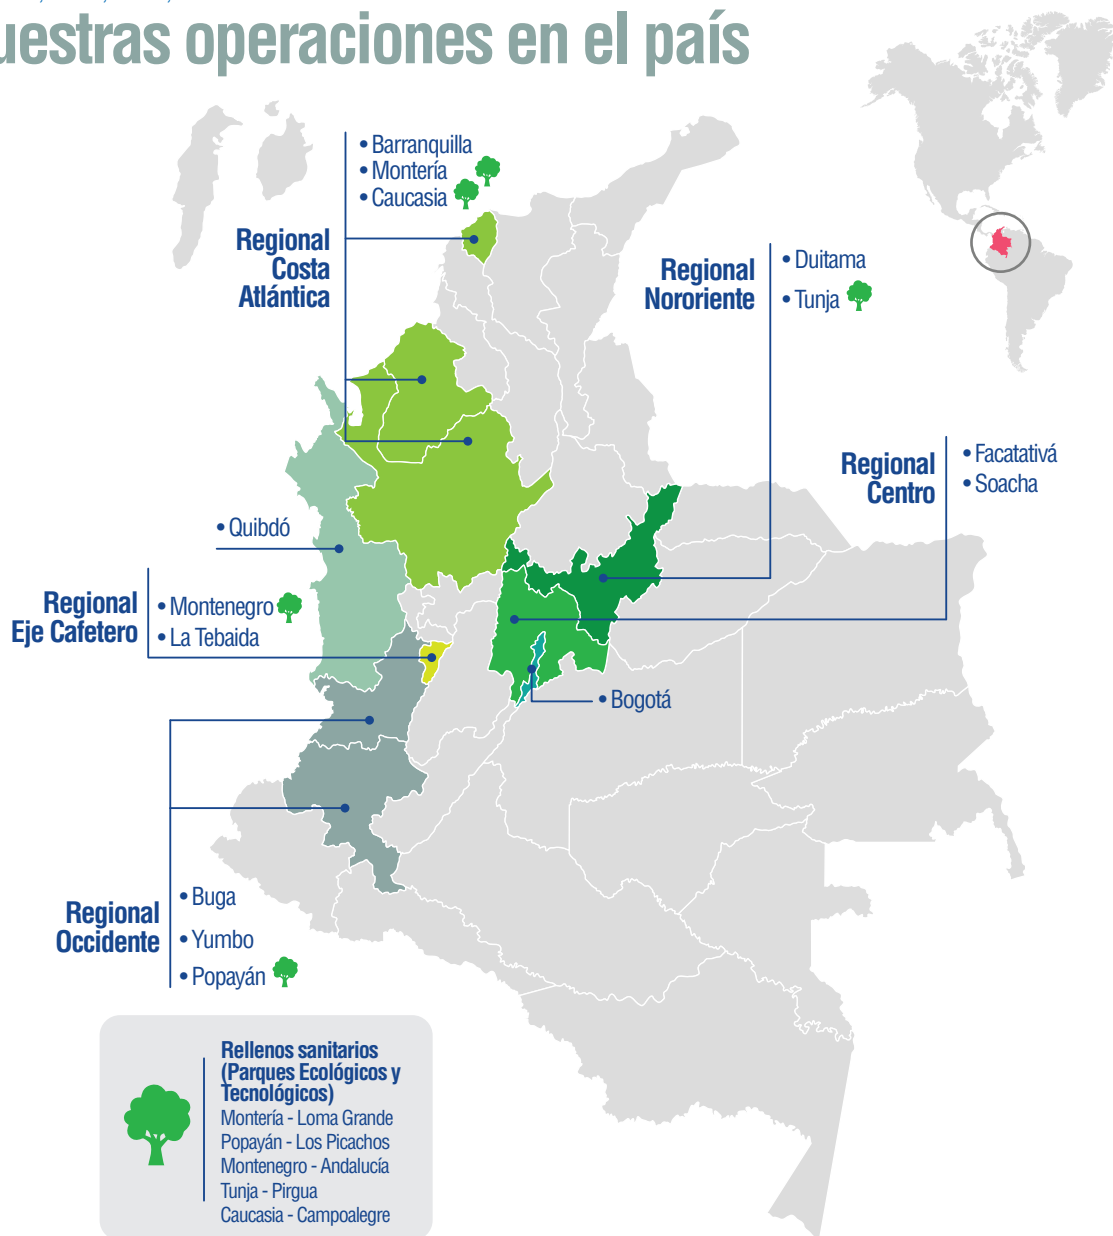 uestras operaciones en el país
• Barranquilla
• Montería
• Caucasia
Regional
Costa
Atlántica
Regional
Nororiente
• Duitama
• Tunja
Regional
Centro
• Facatativá
• Soacha
• Quibdó
Regional
Eje Cafetero
• Montenegro
• La Tebaida
• Bogotá
Regional
Occidente
• Buga
• Yumbo
• Popayán
Rellenos sanitarios
(Parques Ecológicos y
Tecnológicos)
Montería - Loma Grande
Popayán - Los Picachos
Montenegro - Andalucía
Tunja - Pirgua
Caucasia - Campoalegre